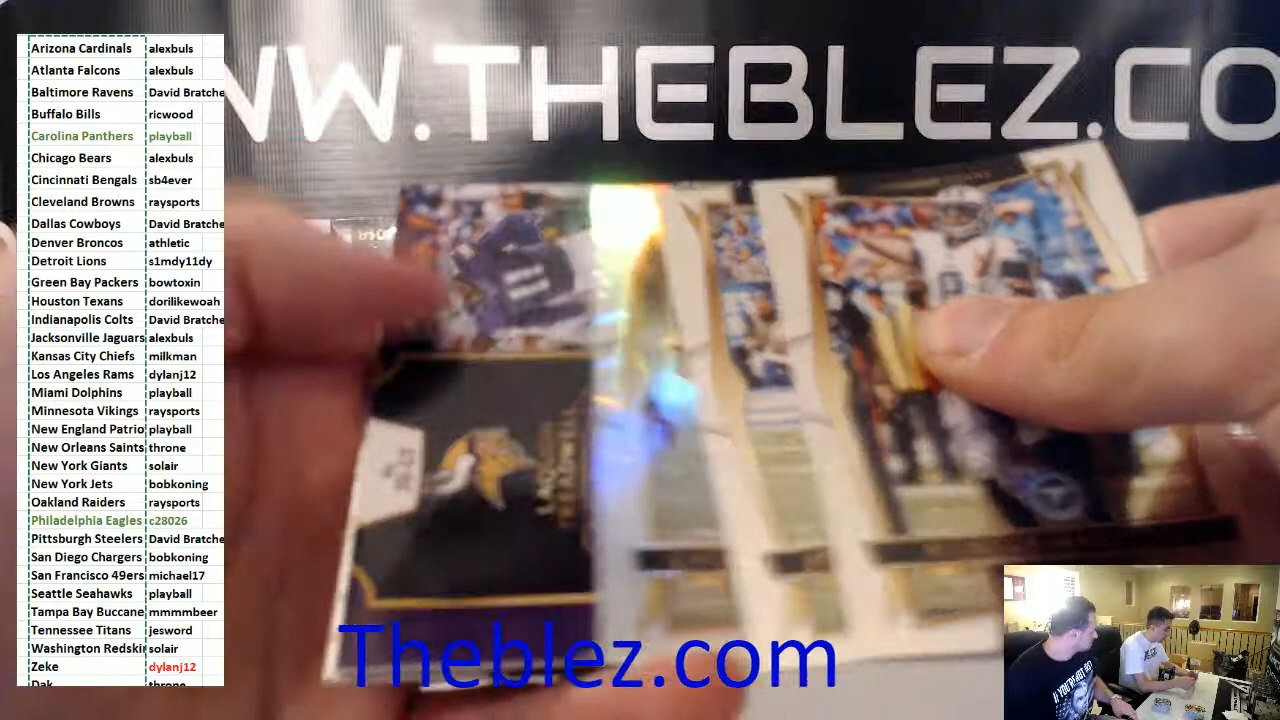 WW.THEBLEZ.CO
Arizona Cardinals alexbuls
Atlanta Falcons alexbuls
Baltimore Ravens David Bratche
Buffalo Bills ricwood
Carolina Panthers playball
Chicago Bears alexbuls
Cincinnati Bengals sb4ever
Cleveland Browns raysports
Dallas Cowboys David Bratche
Denver Broncos athletic
Detroit Lions s1mdy11dy
Green Bay Packers bowtoxin
Houston Texans dorilikewoah
Indianapolis Colts David Bratche
Jacksonville Jaguars alexbuls
Kansas City Chiefs milkman
Los Angeles Rams dylanj12
Miami Dolphins playball
Minnesota Vikings raysports
New England Patrio playball
New Orleans Saints throne
New York Giants solair
New York Jets bobkoning
Oakland Raiders raysports
Philadelphia Eagles c28026
Pittsburgh Steelers David Bratche
San Diego Chargers bobkoning
San Francisco 49ers michael17
Seattle Seahawks playball
Tampa Bay Buccane mmmmbeer
Tennessee Titans jesword
Washington Redski solair
Zeke dylanj12
Dak throne
Theblez.com